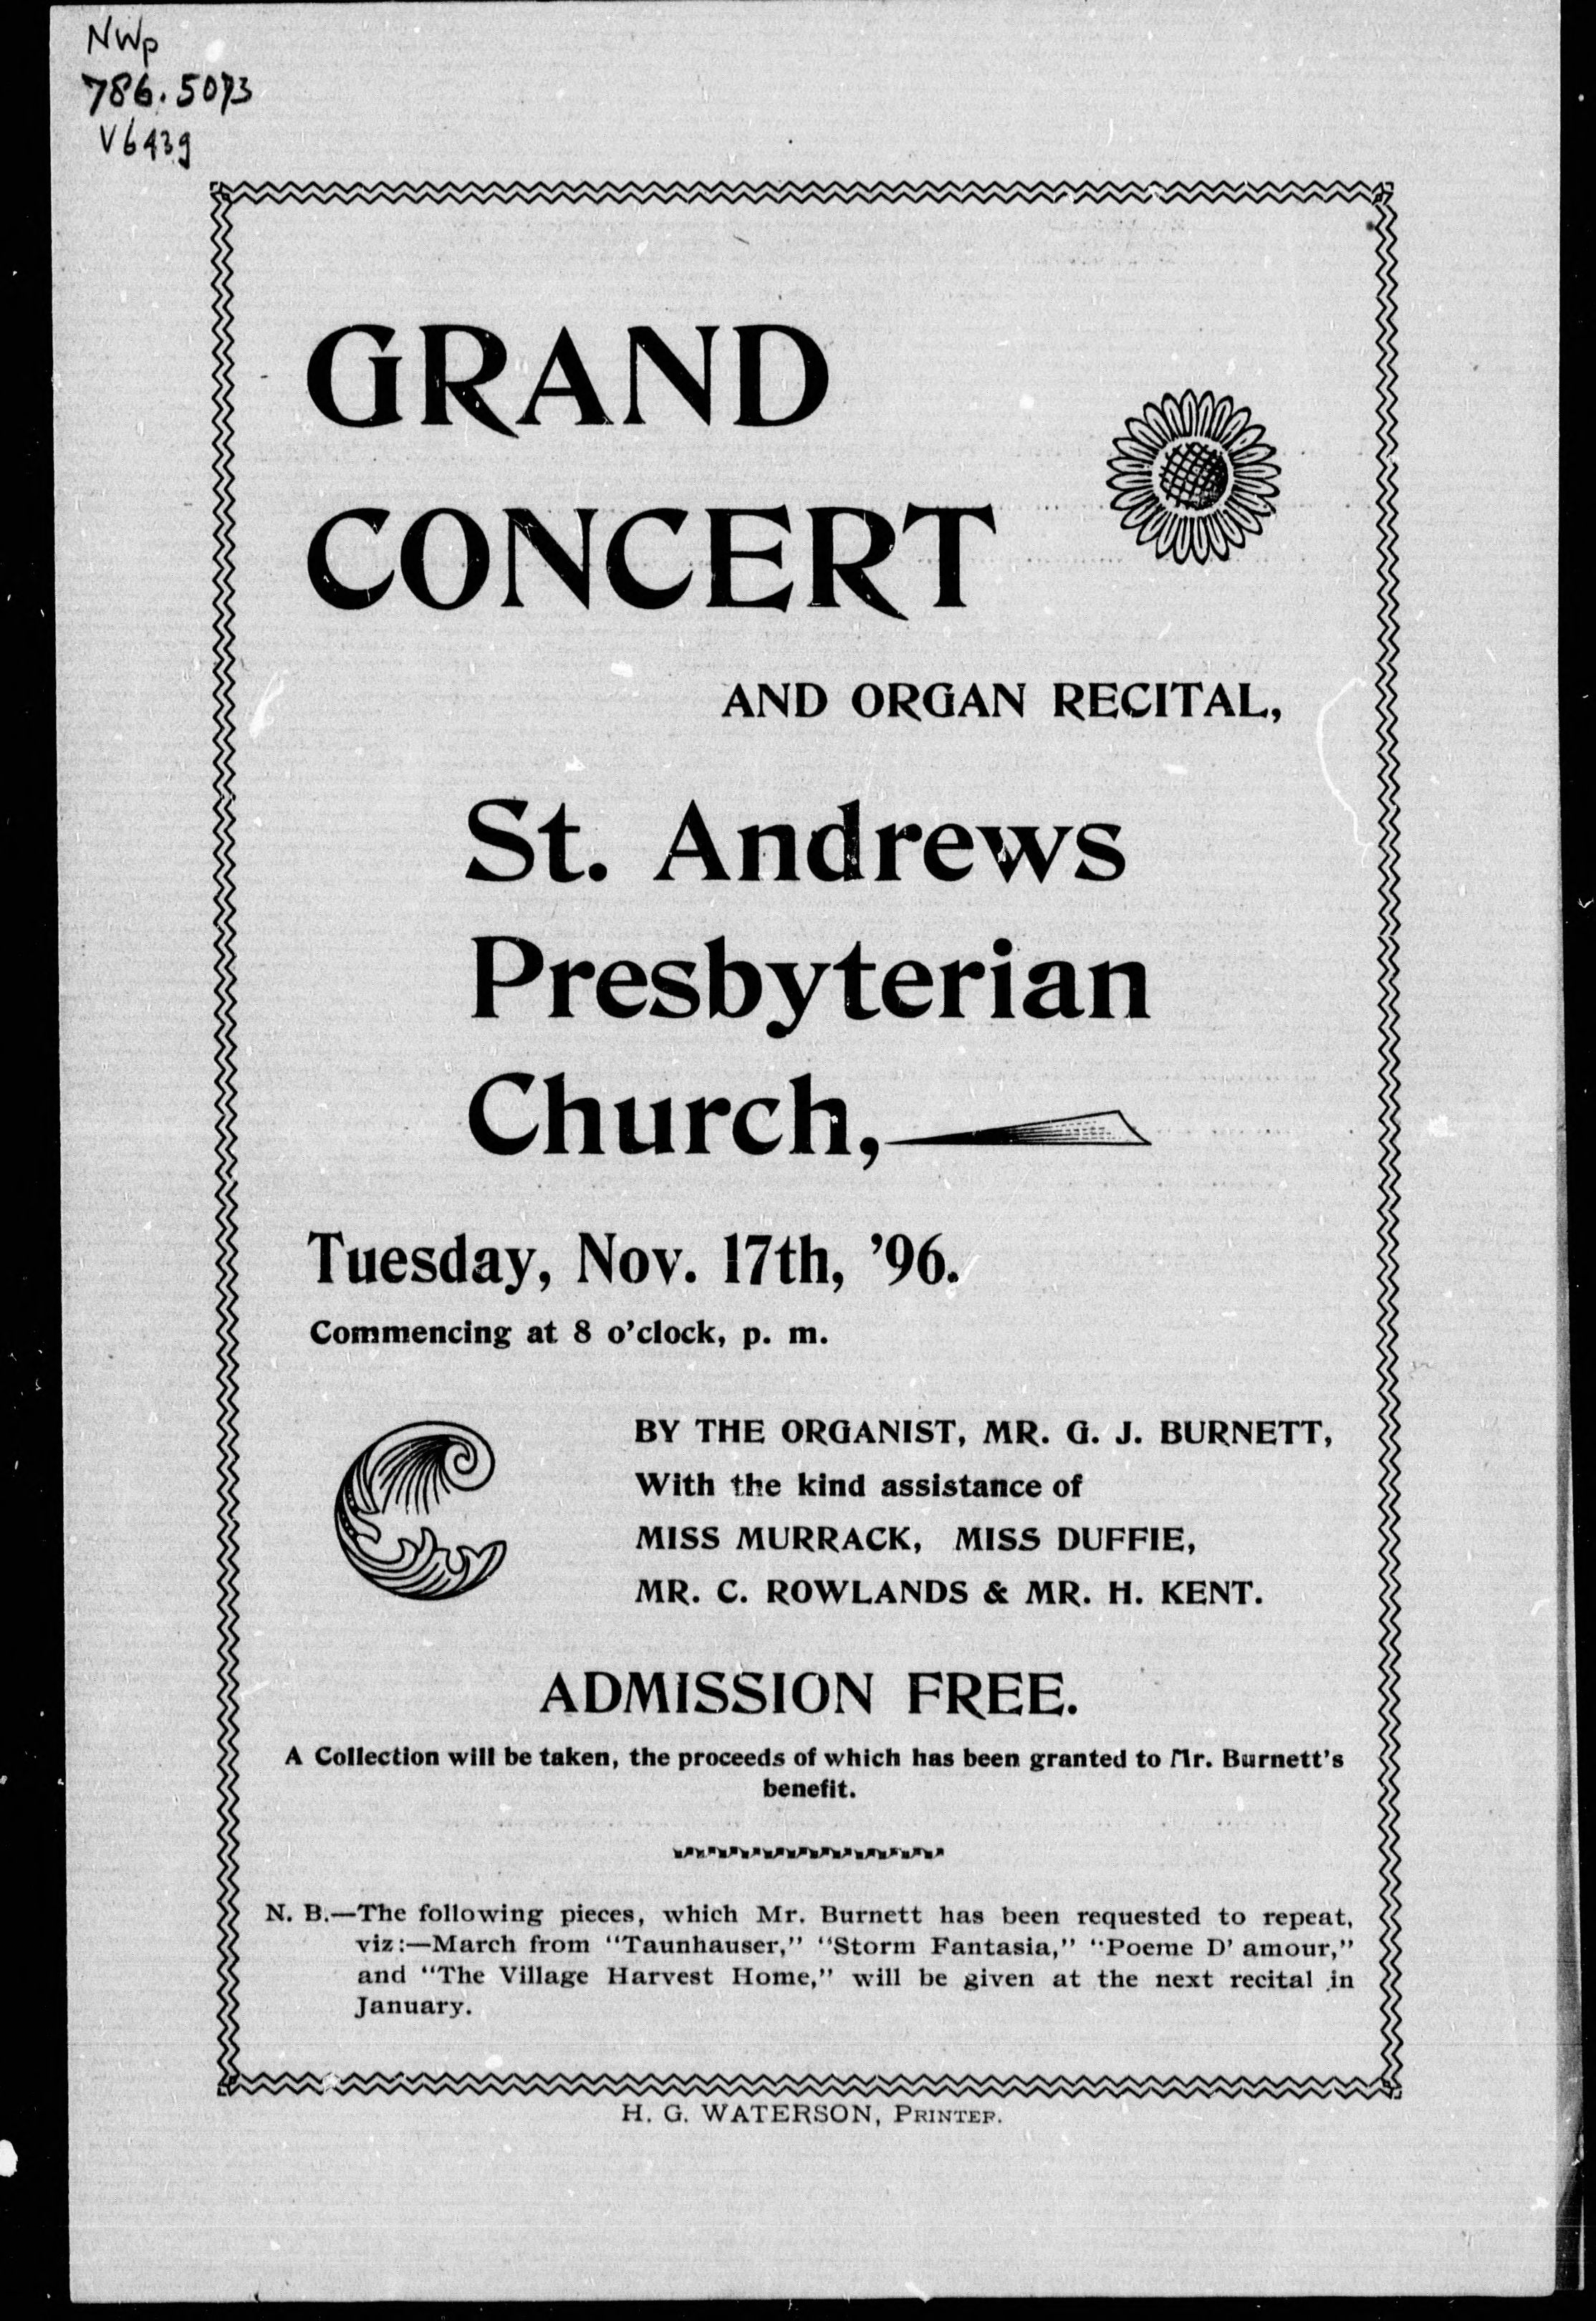 NWp
786.5073
V643g
GRAND
CONCERT
AND ORGAN RECITAL,
St. Andrews
Presbyterian
Church,
Tuesday, Nov. 17th, '96.
Commencing at 8 o'clock, p. m.
BY THE ORGANIST, MR. G. J. BURNETT,
With the kind assistance of
MISS MURRACK, MISS DUFFIE,
MR. C. ROWLANDS & MR. H. KENT.
ADMISSION FREE.
A Collection will be taken, the proceeds of which has been granted to Mr. Burnett's
benefit.
N. B.—The following pieces, which Mr. Burnett has been requested to repeat,
viz:—March from "Taunhauser," "Storm Fantasia," "Poeme D' amour,"
and "The Village Harvest Home," will be given at the next recital in
January.
H. G. WATERSON, PRINTER.